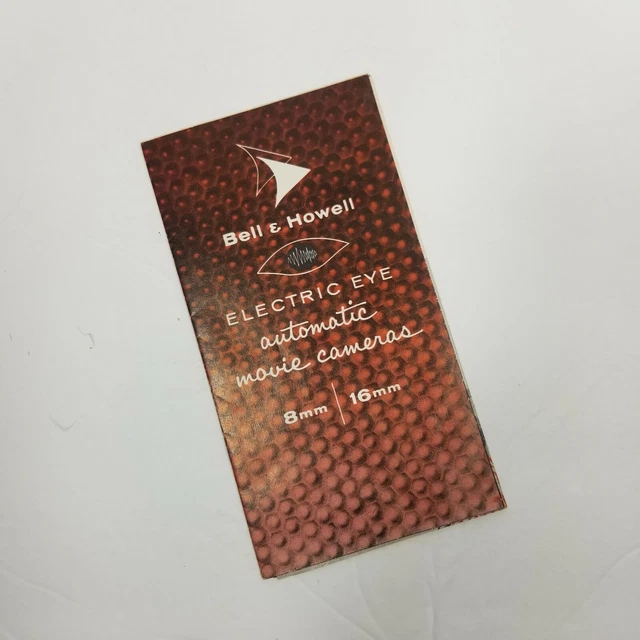 Bell & Howell
ELECTRIC EYE
automatic
movie cameras
8mm | 16mm